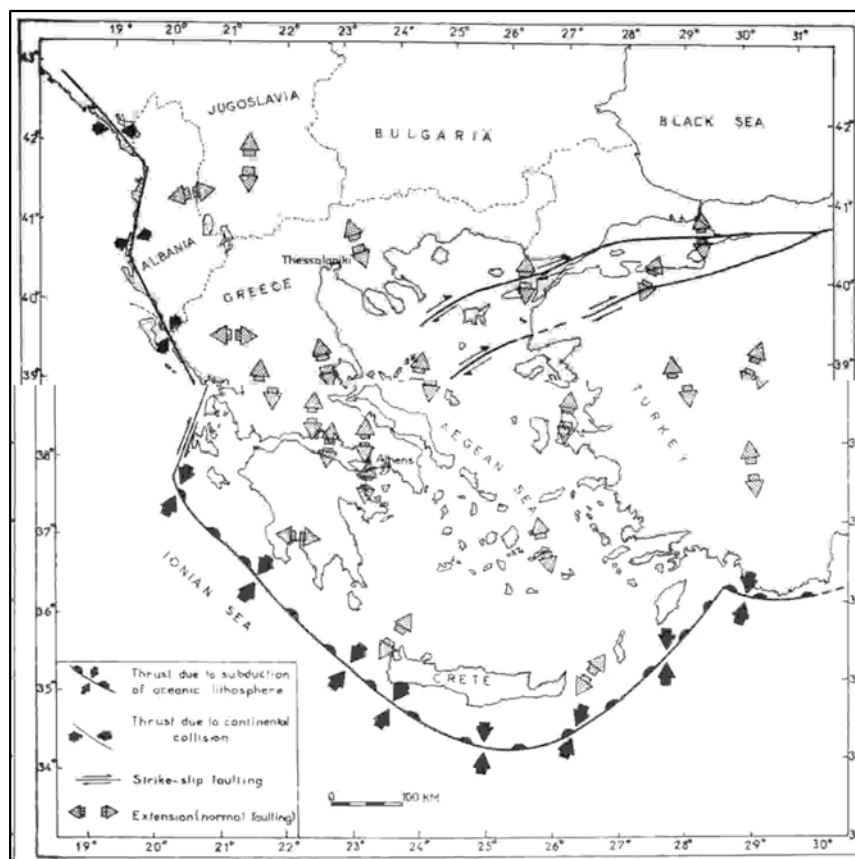 19° 20° 21° 22° 23° 24° 25° 26° 27° 28° 29° 30° 31°
43°
JUGOSLAVIA
BULGARIA
BLACK SEA
42°
42°
41°
41°
ALBANIA
Thessaloniki
40°
GREECE
40°
39°
39°
TURKEY
AEGEAN SEA
38°
38°
Athens
37°
IONIAN SEA
36°
CRETE
35°
34°
Thrust due to subduction
of oceanic lithosphere
Thrust due to continental
collision
Strike-slip faulting
Extension(normal faulting)
0 100 KM
19° 20° 21° 22° 23° 24° 25° 26° 27° 28° 29° 30°